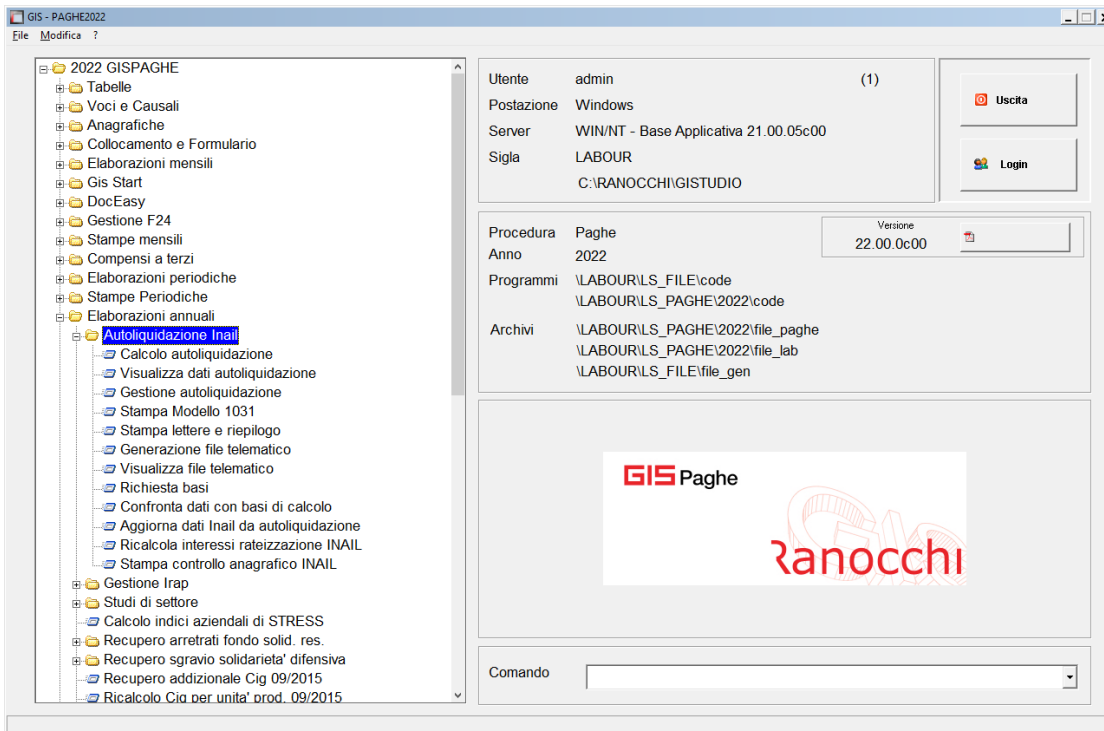 GIS - PAGHE2022
File Modifica ?
2022 GISPAGHE
Tabelle
Voci e Causali
Anagrafiche
Collocamento e Formulario
Elaborazioni mensili
Gis Start
DocEasy
Gestione F24
Stampe mensili
Compensi a terzi
Elaborazioni periodiche
Stampe Periodiche
Elaborazioni annuali
Autoliquidazione Inail
Calcolo autoliquidazione
Visualizza dati autoliquidazione
Gestione autoliquidazione
Stampa Modello 1031
Stampa lettere e riepilogo
Generazione file telematico
Visualizza file telematico
Richiesta basi
Confronta dati con basi di calcolo
Aggiorna dati Inail da autoliquidazione
Ricalcola interessi rateizzazione INAIL
Stampa controllo anagrafico INAIL
Gestione Irap
Studi di settore
Calcolo indici aziendali di STRESS
Recupero arretrati fondo solid. res.
Recupero sgravio solidarieta' difensiva
Recupero addizionale Cig 09/2015
Ricalcolo Cig per unita' prod. 09/2015
Utente admin (1)
Postazione Windows
Server WIN/NT - Base Applicativa 21.00.05c00
Sigla LABOUR
C:\RANOCCHI\GISTUDIO
Uscita
Login
Procedura Paghe
Anno 2022
Programmi \LABOUR\LS_FILE\code
\LABOUR\LS_PAGHE\2022\code
Archivi \LABOUR\LS_PAGHE\2022\file_paghe
\LABOUR\LS_PAGHE\2022\file_lab
\LABOUR\LS_FILE\file_gen
Versione
22.00.0c00
GIS Paghe
Ranocchi
Comando